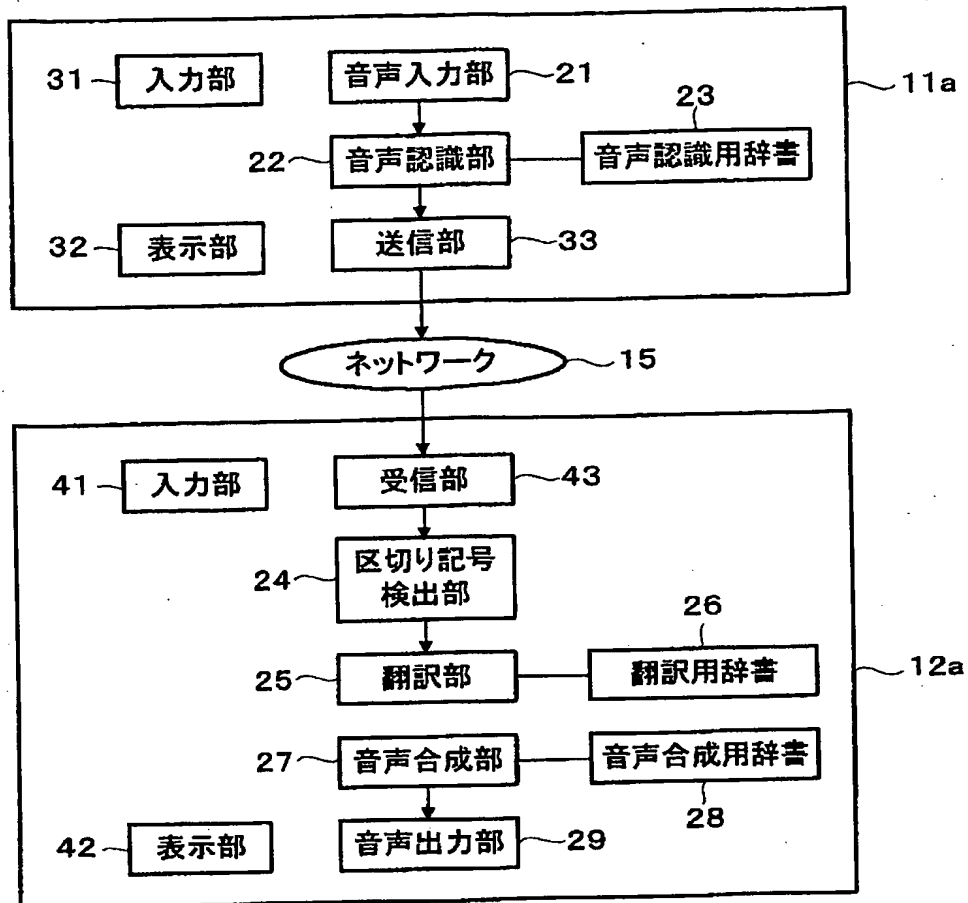 31 入力部
音声入力部 21
11a
23
22 音声認識部
音声認識用辞書
32 表示部
送信部 33
ネットワーク 15
41 入力部
受信部 43
24 区切り記号
検出部
26
25 翻訳部
翻訳用辞書
12a
27 音声合成部
音声合成用辞書
28
42 表示部
音声出力部 29